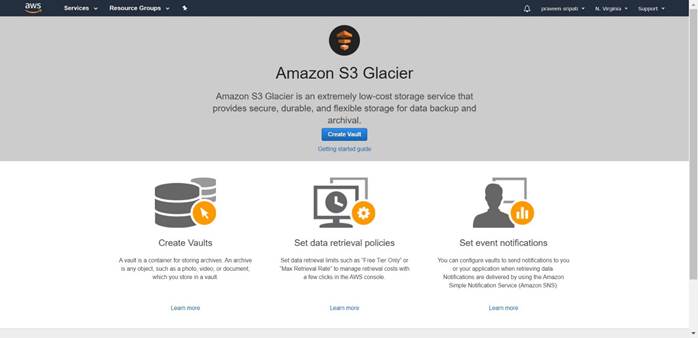 aws Services Resource Groups praveen sripati N. Virginia Support
Amazon S3 Glacier
Amazon S3 Glacier is an extremely low-cost storage service that
provides secure, durable, and flexible storage for data backup and
archival.
Create Vault
Getting started guide
Create Vaults
A vault is a container for storing archives. An archive
is any object, such as a photo, video, or document,
which you store in a vault.
Learn more
Set data retrieval policies
Set data retrieval limits such as "Free Tier Only" or
"Max Retrieval Rate" to manage retrieval costs with
a few clicks in the AWS console.
Learn more
Set event notifications
You can configure vaults to send notifications to you
or your application when retrieving data
Notifications are delivered by using the Amazon
Simple Notification Service (Amazon SNS)
Learn more